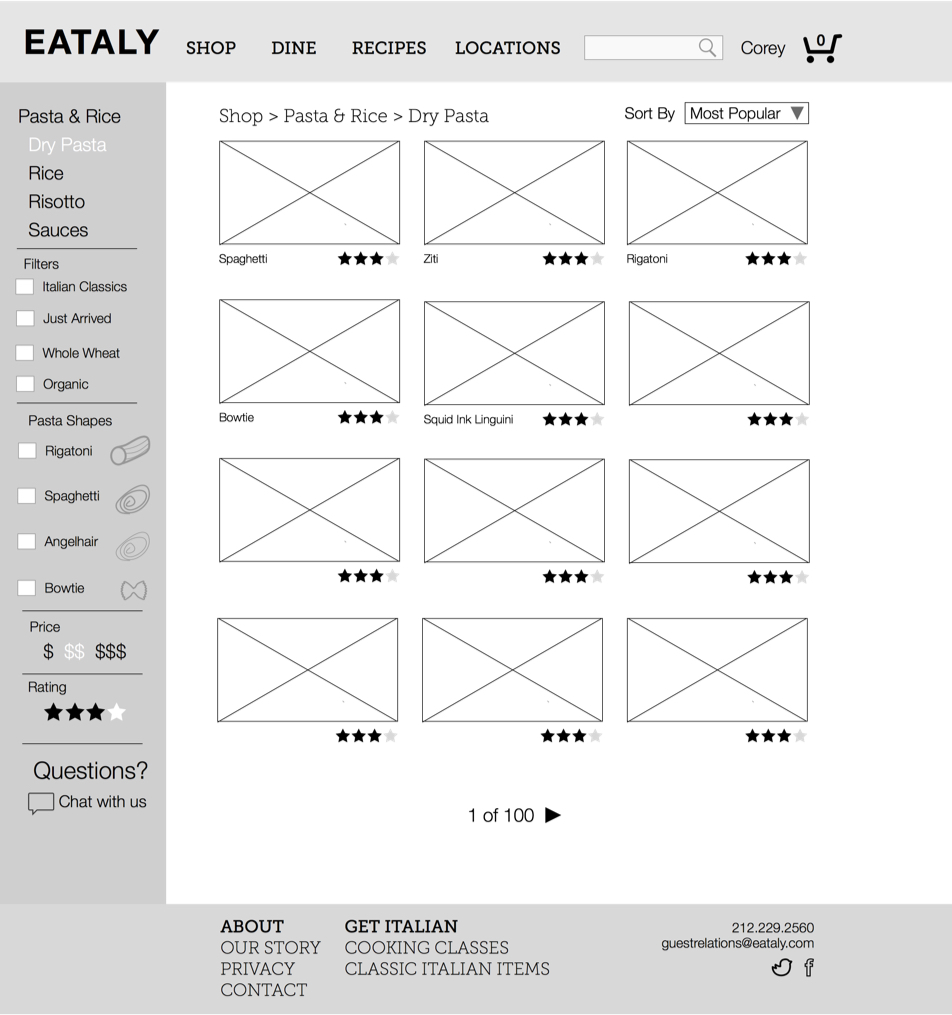 EATALY
SHOP DINE RECIPES LOCATIONS
Corey
0
Pasta & Rice
Dry Pasta
Rice
Risotto
Sauces
Filters
Italian Classics
Just Arrived
Whole Wheat
Organic
Pasta Shapes
Rigatoni
Spaghetti
Angelhair
Bowtie
Price
$ $$ $$$
Rating
Questions?
Chat with us
Shop > Pasta & Rice > Dry Pasta
Sort By Most Popular
Spaghetti
Ziti
Rigatoni
Bowtie
Squid Ink Linguini
1 of 100
ABOUT
OUR STORY
PRIVACY
CONTACT
GET ITALIAN
COOKING CLASSES
CLASSIC ITALIAN ITEMS
212.229.2560
guestrelations@eataly.com